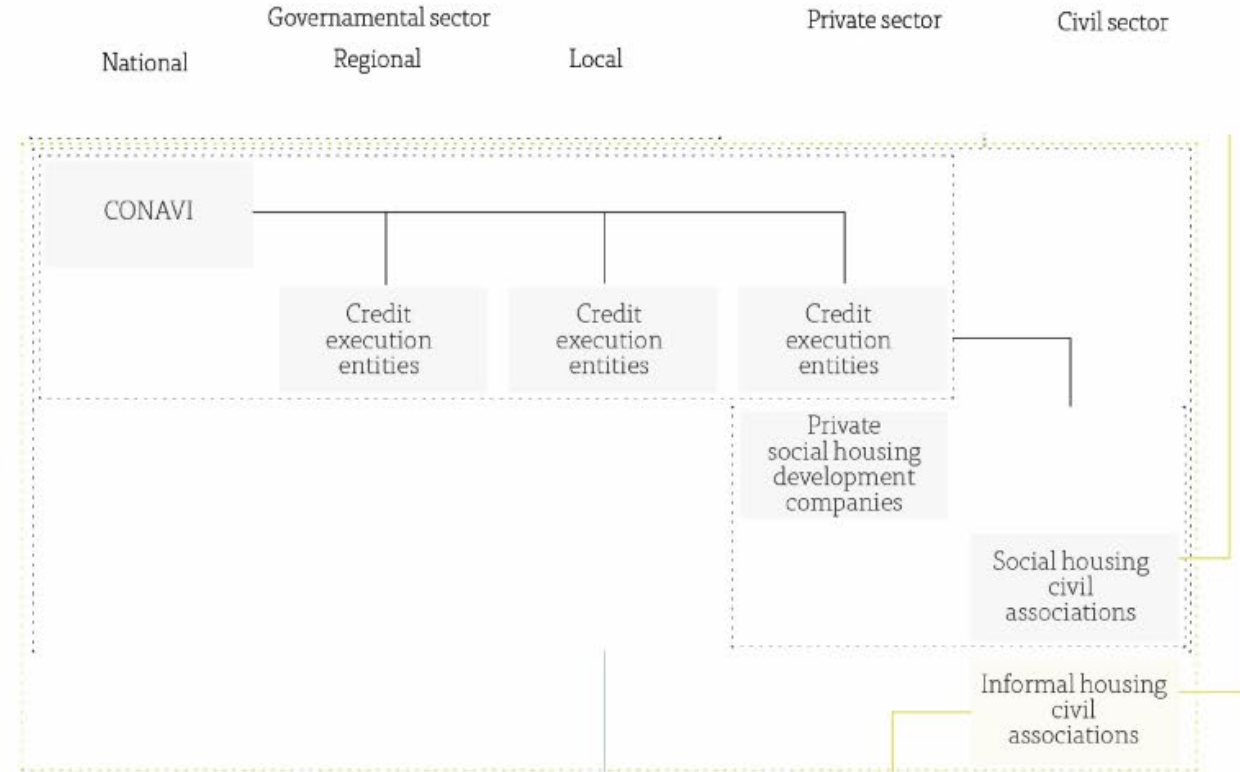 Governamental sector
Private sector
Civil sector
National
Regional
Local
CONAVI
Credit
execution
entities
Credit
execution
entities
Credit
execution
entities
Private
social housing
development
companies
Social housing
civil
associations
Informal housing
civil
associations